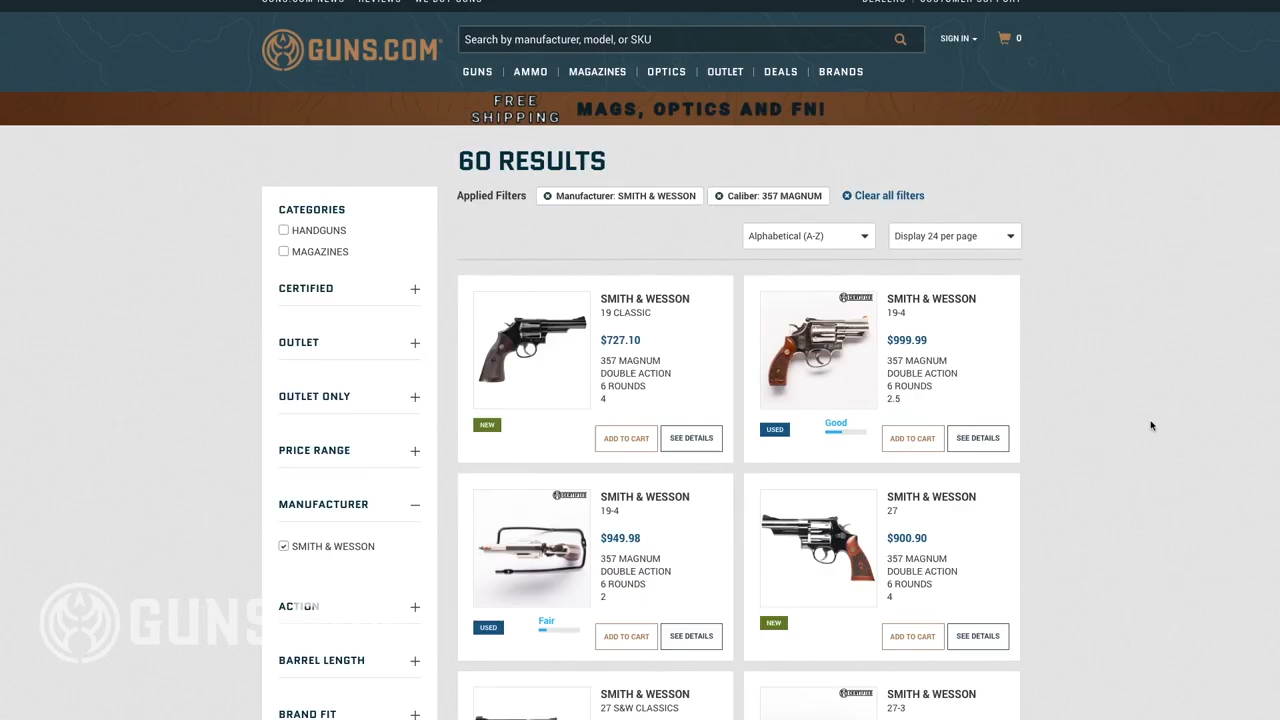 GUNS.COM NEWS REVIEWS WE BUY GUNS DEALERS | CUSTOMER SUPPORT
GUNS.COM
Search by manufacturer, model, or SKU
SIGN IN
0
GUNS | AMMO | MAGAZINES | OPTICS | OUTLET | DEALS | BRANDS
FREE
SHIPPING
MAGS, OPTICS AND FN!
60 RESULTS
Applied Filters
Manufacturer: SMITH & WESSON
Caliber: 357 MAGNUM
Clear all filters
Alphabetical (A-Z)
Display 24 per page
CATEGORIES
HANDGUNS
MAGAZINES
CERTIFIED
OUTLET
OUTLET ONLY
PRICE RANGE
MANUFACTURER
SMITH & WESSON
ACTION
BARREL LENGTH
BRAND FIT
SMITH & WESSON
19 CLASSIC
$727.10
357 MAGNUM
DOUBLE ACTION
6 ROUNDS
4
NEW
ADD TO CART
SEE DETAILS
CERTIFIED
SMITH & WESSON
19-4
$999.99
357 MAGNUM
DOUBLE ACTION
6 ROUNDS
2.5
USED
Good
ADD TO CART
SEE DETAILS
CERTIFIED
SMITH & WESSON
19-4
$949.98
357 MAGNUM
DOUBLE ACTION
6 ROUNDS
2
USED
Fair
ADD TO CART
SEE DETAILS
SMITH & WESSON
27
$900.90
357 MAGNUM
DOUBLE ACTION
6 ROUNDS
4
NEW
ADD TO CART
SEE DETAILS
SMITH & WESSON
27 S&W CLASSICS
CERTIFIED
SMITH & WESSON
27-3
GUNS